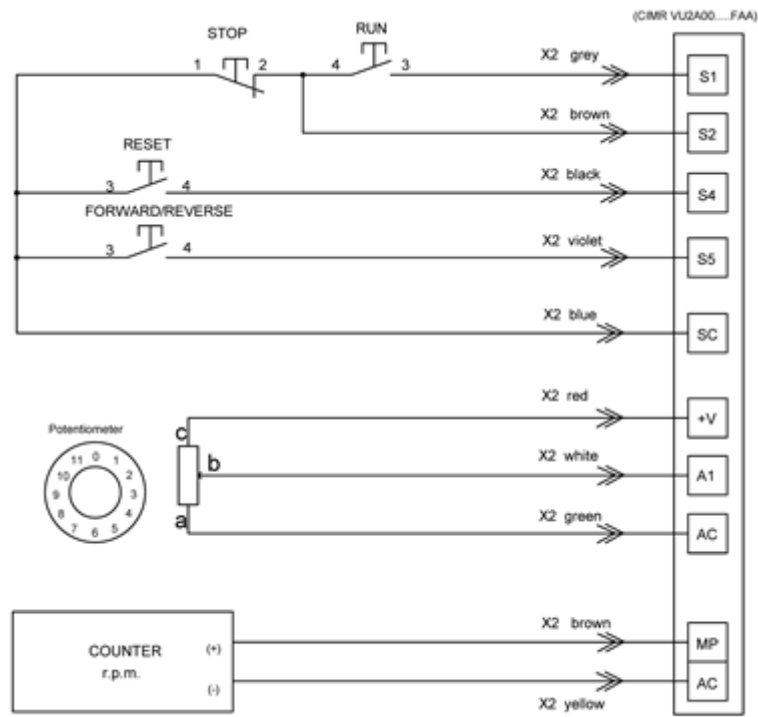 (CIMR VU2A00.....FAA)
STOP
RUN
1 2 4 3
X2 grey
S1
X2 brown
S2
RESET
3 4
X2 black
S4
FORWARD/REVERSE
3 4
X2 violet
S5
X2 blue
SC
X2 red
+V
Potentiometer
0 1 2 3 4 5 6 7 8 9 10 11
c
b
a
X2 white
A1
X2 green
AC
COUNTER
r.p.m.
(+)
(-)
X2 brown
MP
AC
X2 yellow